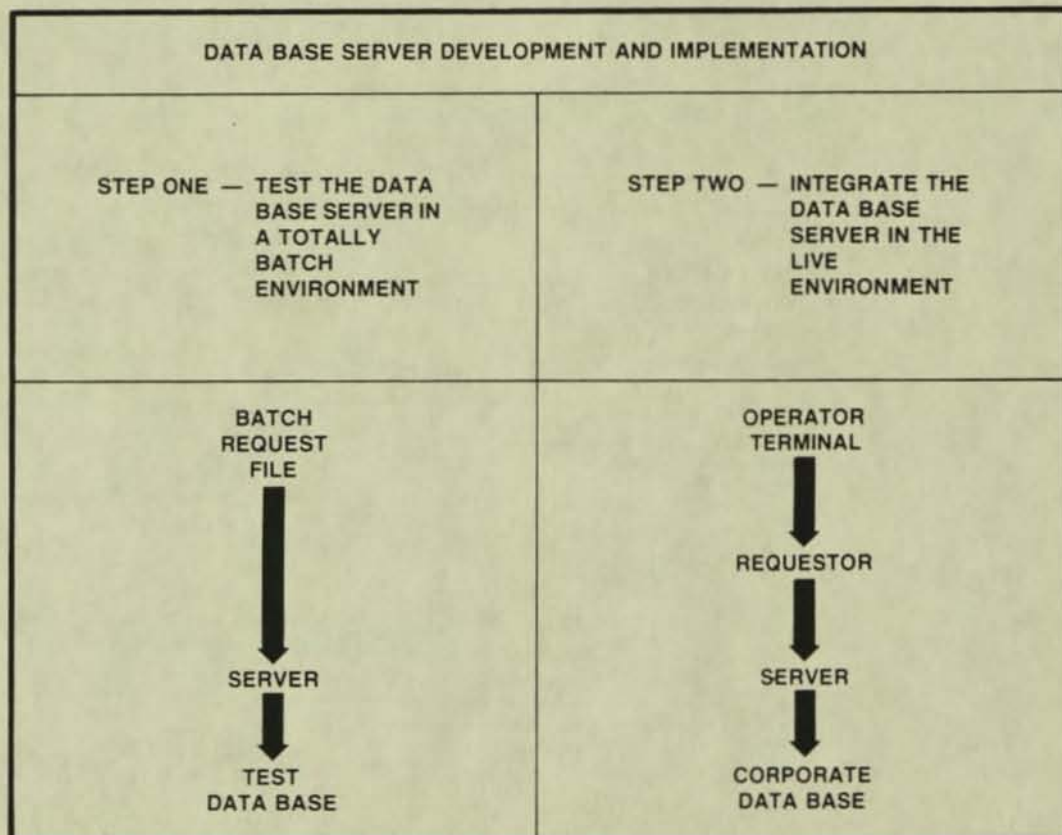 DATA BASE SERVER DEVELOPMENT AND IMPLEMENTATION
STEP ONE — TEST THE DATA
BASE SERVER IN
A TOTALLY
BATCH
ENVIRONMENT
STEP TWO — INTEGRATE THE
DATA BASE
SERVER IN THE
LIVE
ENVIRONMENT
BATCH
REQUEST
FILE
SERVER
TEST
DATA BASE
OPERATOR
TERMINAL
REQUESTOR
SERVER
CORPORATE
DATA BASE